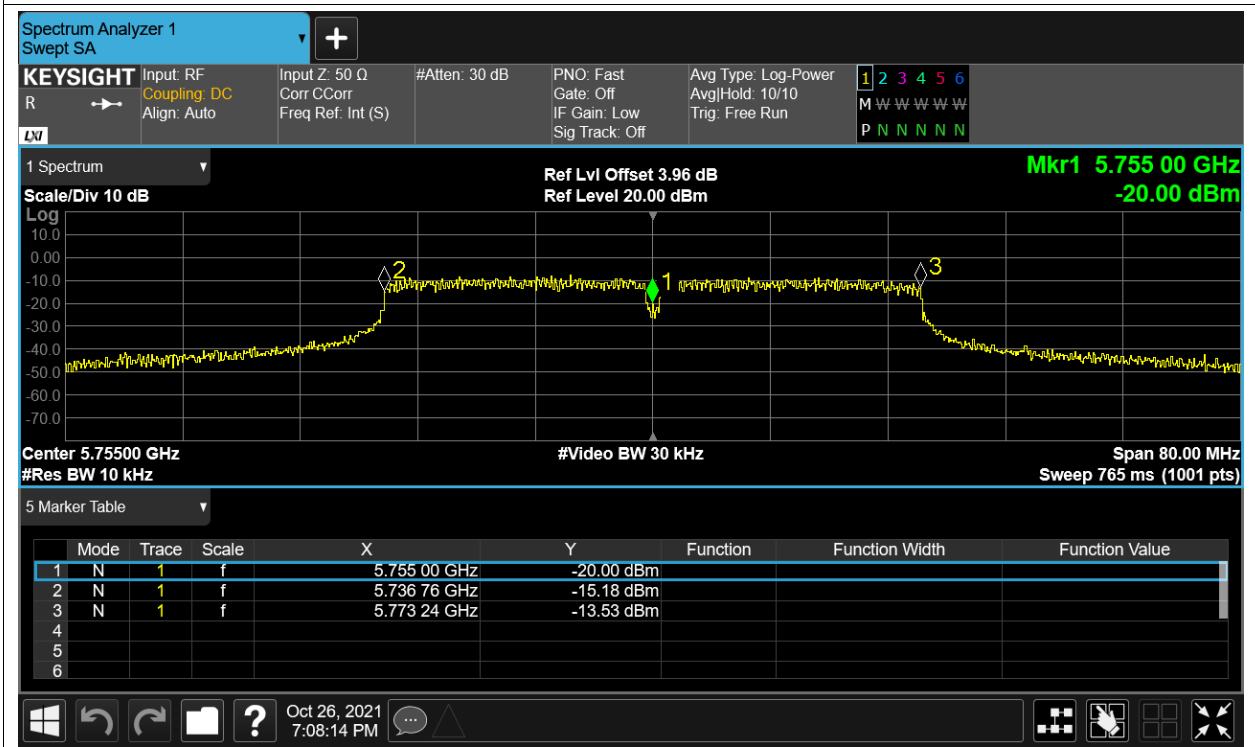 Spectrum Analyzer 1
Swept SA
KEYSIGHT
R
LXI
Input: RF
Coupling: DC
Align: Auto
Input Z: 50 Ω
Corr CCorr
Freq Ref: Int (S)
#Atten: 30 dB
PNO: Fast
Gate: Off
IF Gain: Low
Sig Track: Off
Avg Type: Log-Power
Avg|Hold: 10/10
Trig: Free Run
1 2 3 4 5 6
M W W W W W
P N N N N N
1 Spectrum
Scale/Div 10 dB
Ref Lvl Offset 3.96 dB
Ref Level 20.00 dBm
Mkr1 5.755 00 GHz
-20.00 dBm
Log
10.0
0.00
-10.0
-20.0
-30.0
-40.0
-50.0
-60.0
-70.0
2
1
3
Center 5.75500 GHz
#Video BW 30 kHz
Span 80.00 MHz
#Res BW 10 kHz
Sweep 765 ms (1001 pts)
5 Marker Table
Mode Trace Scale X Y Function Function Width Function Value
1 N 1 f 5.755 00 GHz -20.00 dBm
2 N 1 f 5.736 76 GHz -15.18 dBm
3 N 1 f 5.773 24 GHz -13.53 dBm
4
5
6
?
Oct 26, 2021
7:08:14 PM